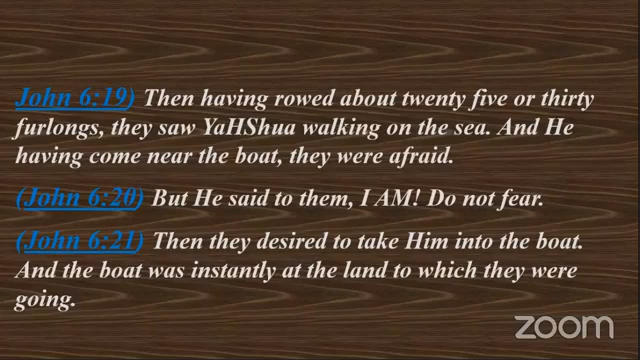 John 6:19) Then having rowed about twenty five or thirty
furlongs, they saw YaHShua walking on the sea. And He
having come near the boat, they were afraid.
(John 6:20) But He said to them, I AM! Do not fear.
(John 6:21) Then they desired to take Him into the boat.
And the boat was instantly at the land to which they were
going.
zoom